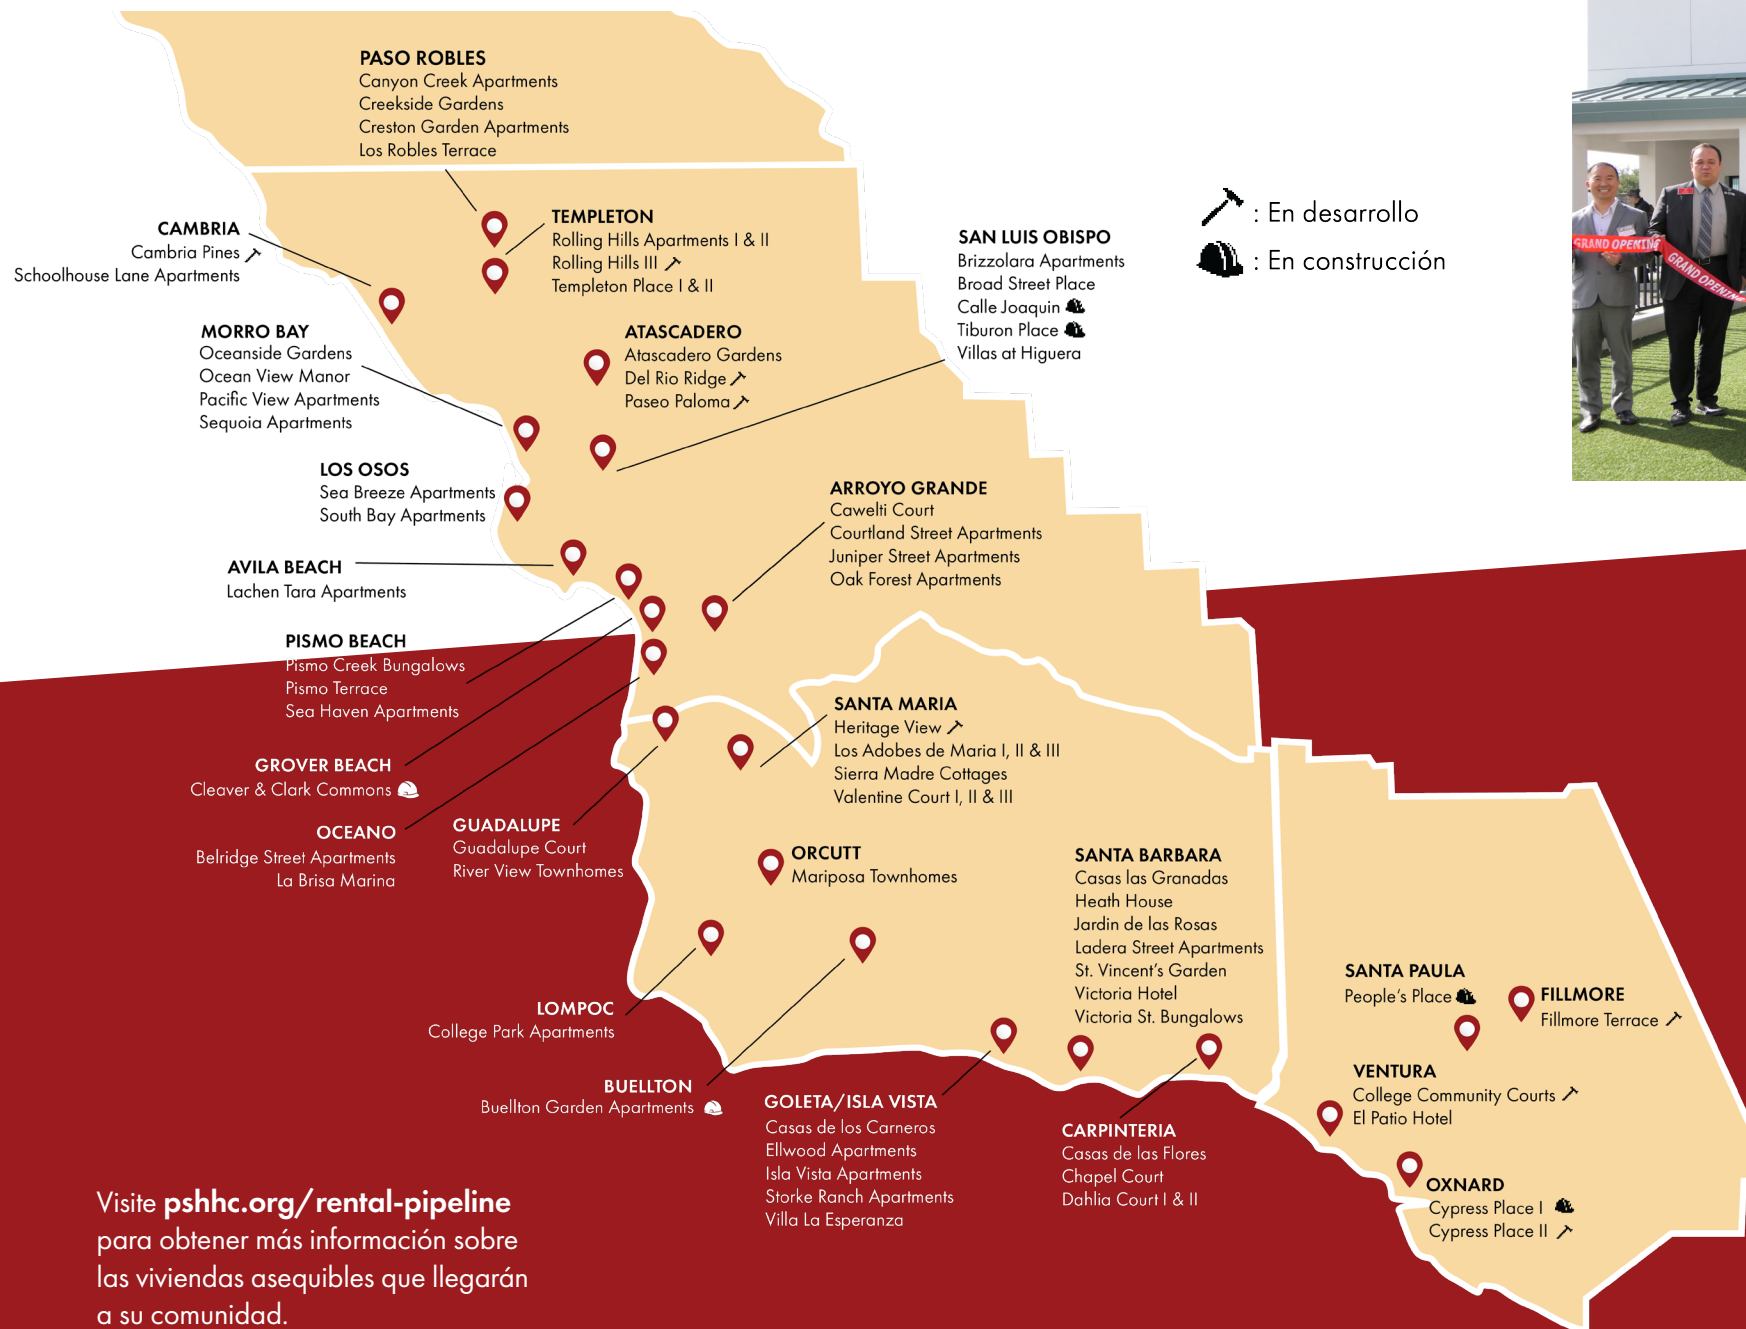 PASO ROBLES
Canyon Creek Apartments
Creekside Gardens
Creston Garden Apartments
Los Robles Terrace
CAMBRIA
Cambria Pines
Schoolhouse Lane Apartments
TEMPLETON
Rolling Hills Apartments I & II
Rolling Hills III
Templeton Place I & II
SAN LUIS OBISPO
Brizzolara Apartments
Broad Street Place
Calle Joaquin
Tiburon Place
Villas at Higuera
: En desarrollo
: En construcción
GRAND OPENING
GRAND OPENING
MORRO BAY
Oceanside Gardens
Ocean View Manor
Pacific View Apartments
Sequoia Apartments
ATASCADERO
Atascadero Gardens
Del Rio Ridge
Paseo Paloma
LOS OSOS
Sea Breeze Apartments
South Bay Apartments
ARROYO GRANDE
Cawelti Court
Courtland Street Apartments
Juniper Street Apartments
Oak Forest Apartments
AVILA BEACH
Lachen Tara Apartments
PISMO BEACH
Pismo Creek Bungalows
Pismo Terrace
Sea Haven Apartments
SANTA MARIA
Heritage View
Los Adobes de Maria I, II & III
Sierra Madre Cottages
Valentine Court I, II & III
GROVER BEACH
Cleaver & Clark Commons
OCEANO
Belridge Street Apartments
La Brisa Marina
GUADALUPE
Guadalupe Court
River View Townhomes
ORCUTT
Mariposa Townhomes
SANTA BARBARA
Casas las Granadas
Heath House
Jardin de las Rosas
Ladera Street Apartments
St. Vincent's Garden
Victoria Hotel
Victoria St. Bungalows
LOMPOC
College Park Apartments
BUELLTON
Buellton Garden Apartments
GOLETA/ISLA VISTA
Casas de los Carneros
Ellwood Apartments
Isla Vista Apartments
Storke Ranch Apartments
Villa La Esperanza
CARPINTERIA
Casas de las Flores
Chapel Court
Dahlia Court I & II
SANTA PAULA
People's Place
FILLMORE
Fillmore Terrace
VENTURA
College Community Courts
El Patio Hotel
OXNARD
Cypress Place I
Cypress Place II
Visite pshhc.org/rental-pipeline
para obtener más información sobre
las viviendas asequibles que llegarán
a su comunidad.